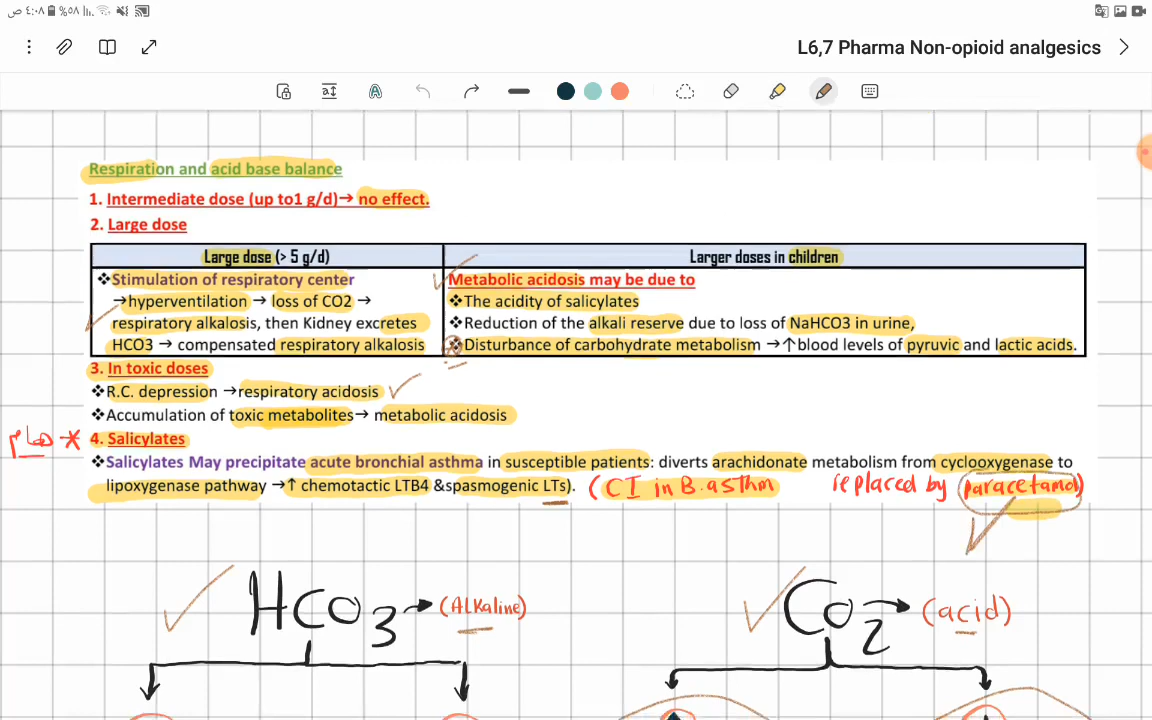 ص ٤:٠٨ %٥٨
L6,7 Pharma Non-opioid analgesics
Respiration and acid base balance
1. Intermediate dose (up to1 g/d)→ no effect.
2. Large dose
Large dose (> 5 g/d)
❖Stimulation of respiratory center
→hyperventilation → loss of CO2 →
respiratory alkalosis, then Kidney excretes
HCO3 → compensated respiratory alkalosis
Larger doses in children
Metabolic acidosis may be due to
❖The acidity of salicylates
❖Reduction of the alkali reserve due to loss of NaHCO3 in urine,
❖Disturbance of carbohydrate metabolism →↑blood levels of pyruvic and lactic acids.
3. In toxic doses
❖R.C. depression →respiratory acidosis
❖Accumulation of toxic metabolites→ metabolic acidosis
هام * 4. Salicylates
❖Salicylates May precipitate acute bronchial asthma in susceptible patients: diverts arachidonate metabolism from cyclooxygenase to
lipoxygenase pathway →↑ chemotactic LTB4 &spasmogenic LTs). (CI in B.asthm replaced by paracetamol)
HCO3 → (Alkaline)
Co2 → (acid)